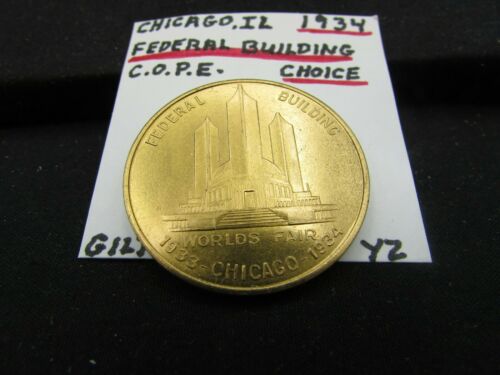 CHICAGO, IL 1934
FEDERAL BUILDING
C.O.P.E. CHOICE
FEDERAL BUILDING
WORLDS FAIR
1933-CHICAGO-1934
YZ